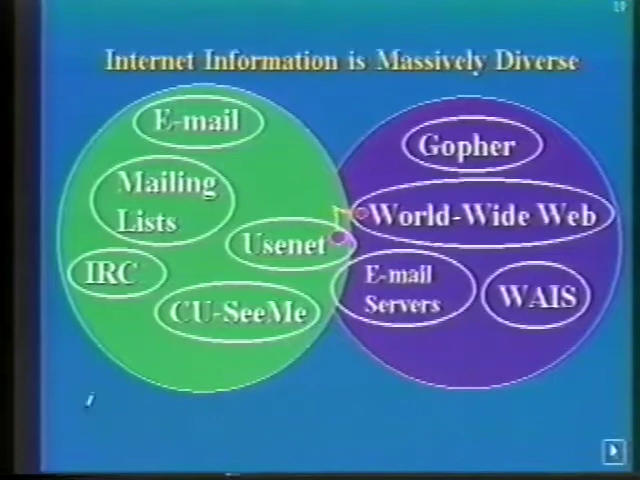 19
Internet Information is Massively Diverse
E-mail
Gopher
Mailing
Lists
World-Wide Web
Usenet
IRC
E-mail
Servers
WAIS
CU-SeeMe
i